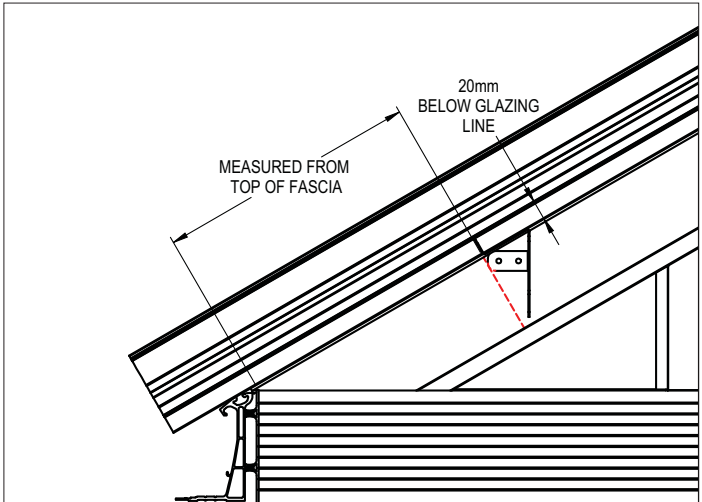 20mm
BELOW GLAZING
LINE
MEASURED FROM
TOP OF FASCIA